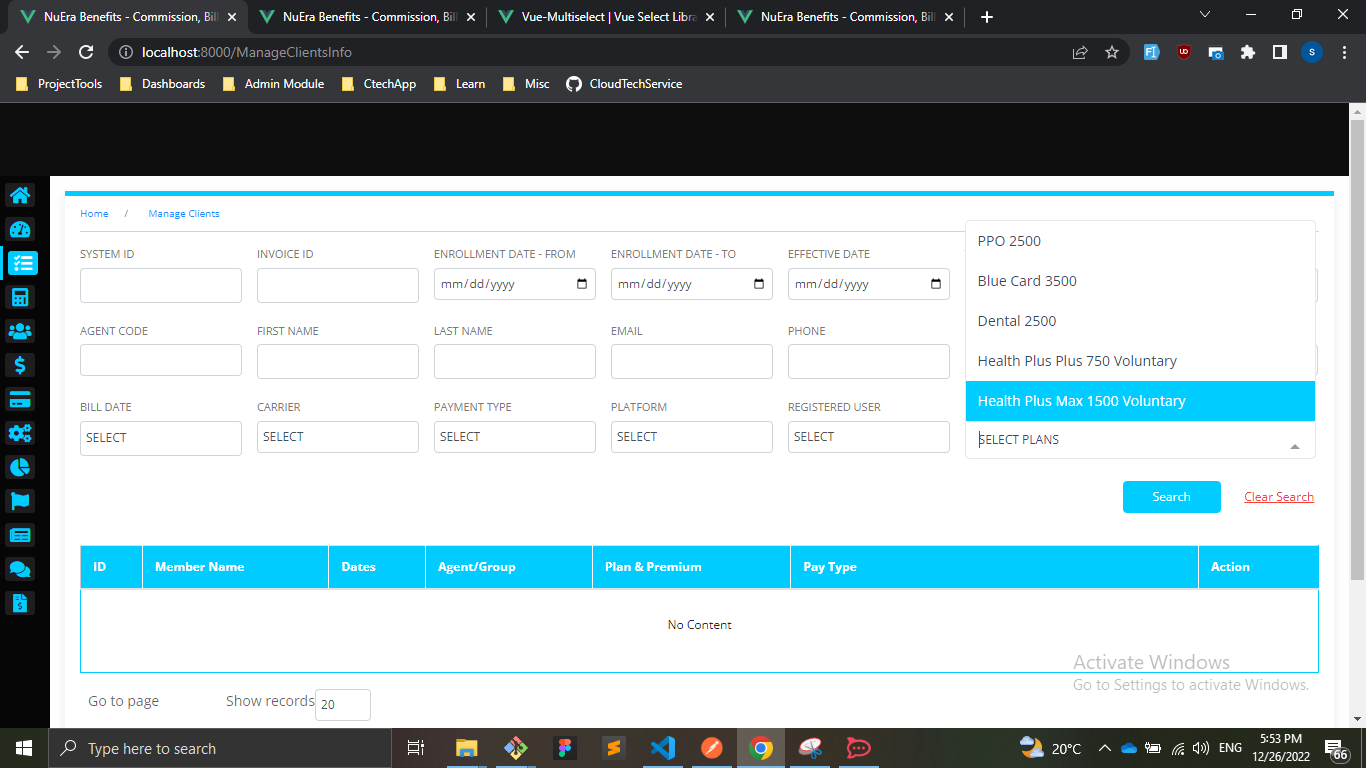 NuEra Benefits - Commission, Bill
NuEra Benefits - Commission, Bill
Vue-Multiselect | Vue Select Libra
NuEra Benefits - Commission, Bill
localhost:8000/ManageClientsInfo
ProjectTools
Dashboards
Admin Module
CtechApp
Learn
Misc
CloudTechService
Home / Manage Clients
SYSTEM ID
INVOICE ID
ENROLLMENT DATE - FROM
ENROLLMENT DATE - TO
EFFECTIVE DATE
mm/dd/yyyy
mm/dd/yyyy
mm/dd/yyyy
AGENT CODE
FIRST NAME
LAST NAME
EMAIL
PHONE
BILL DATE
CARRIER
PAYMENT TYPE
PLATFORM
REGISTERED USER
SELECT
SELECT
SELECT
SELECT
SELECT
PPO 2500
Blue Card 3500
Dental 2500
Health Plus Plus 750 Voluntary
Health Plus Max 1500 Voluntary
SELECT PLANS
Search
Clear Search
ID
Member Name
Dates
Agent/Group
Plan & Premium
Pay Type
Action
No Content
Activate Windows
Go to Settings to activate Windows.
Go to page
Show records
20
Type here to search
20°C
ENG
5:53 PM
12/26/2022
66